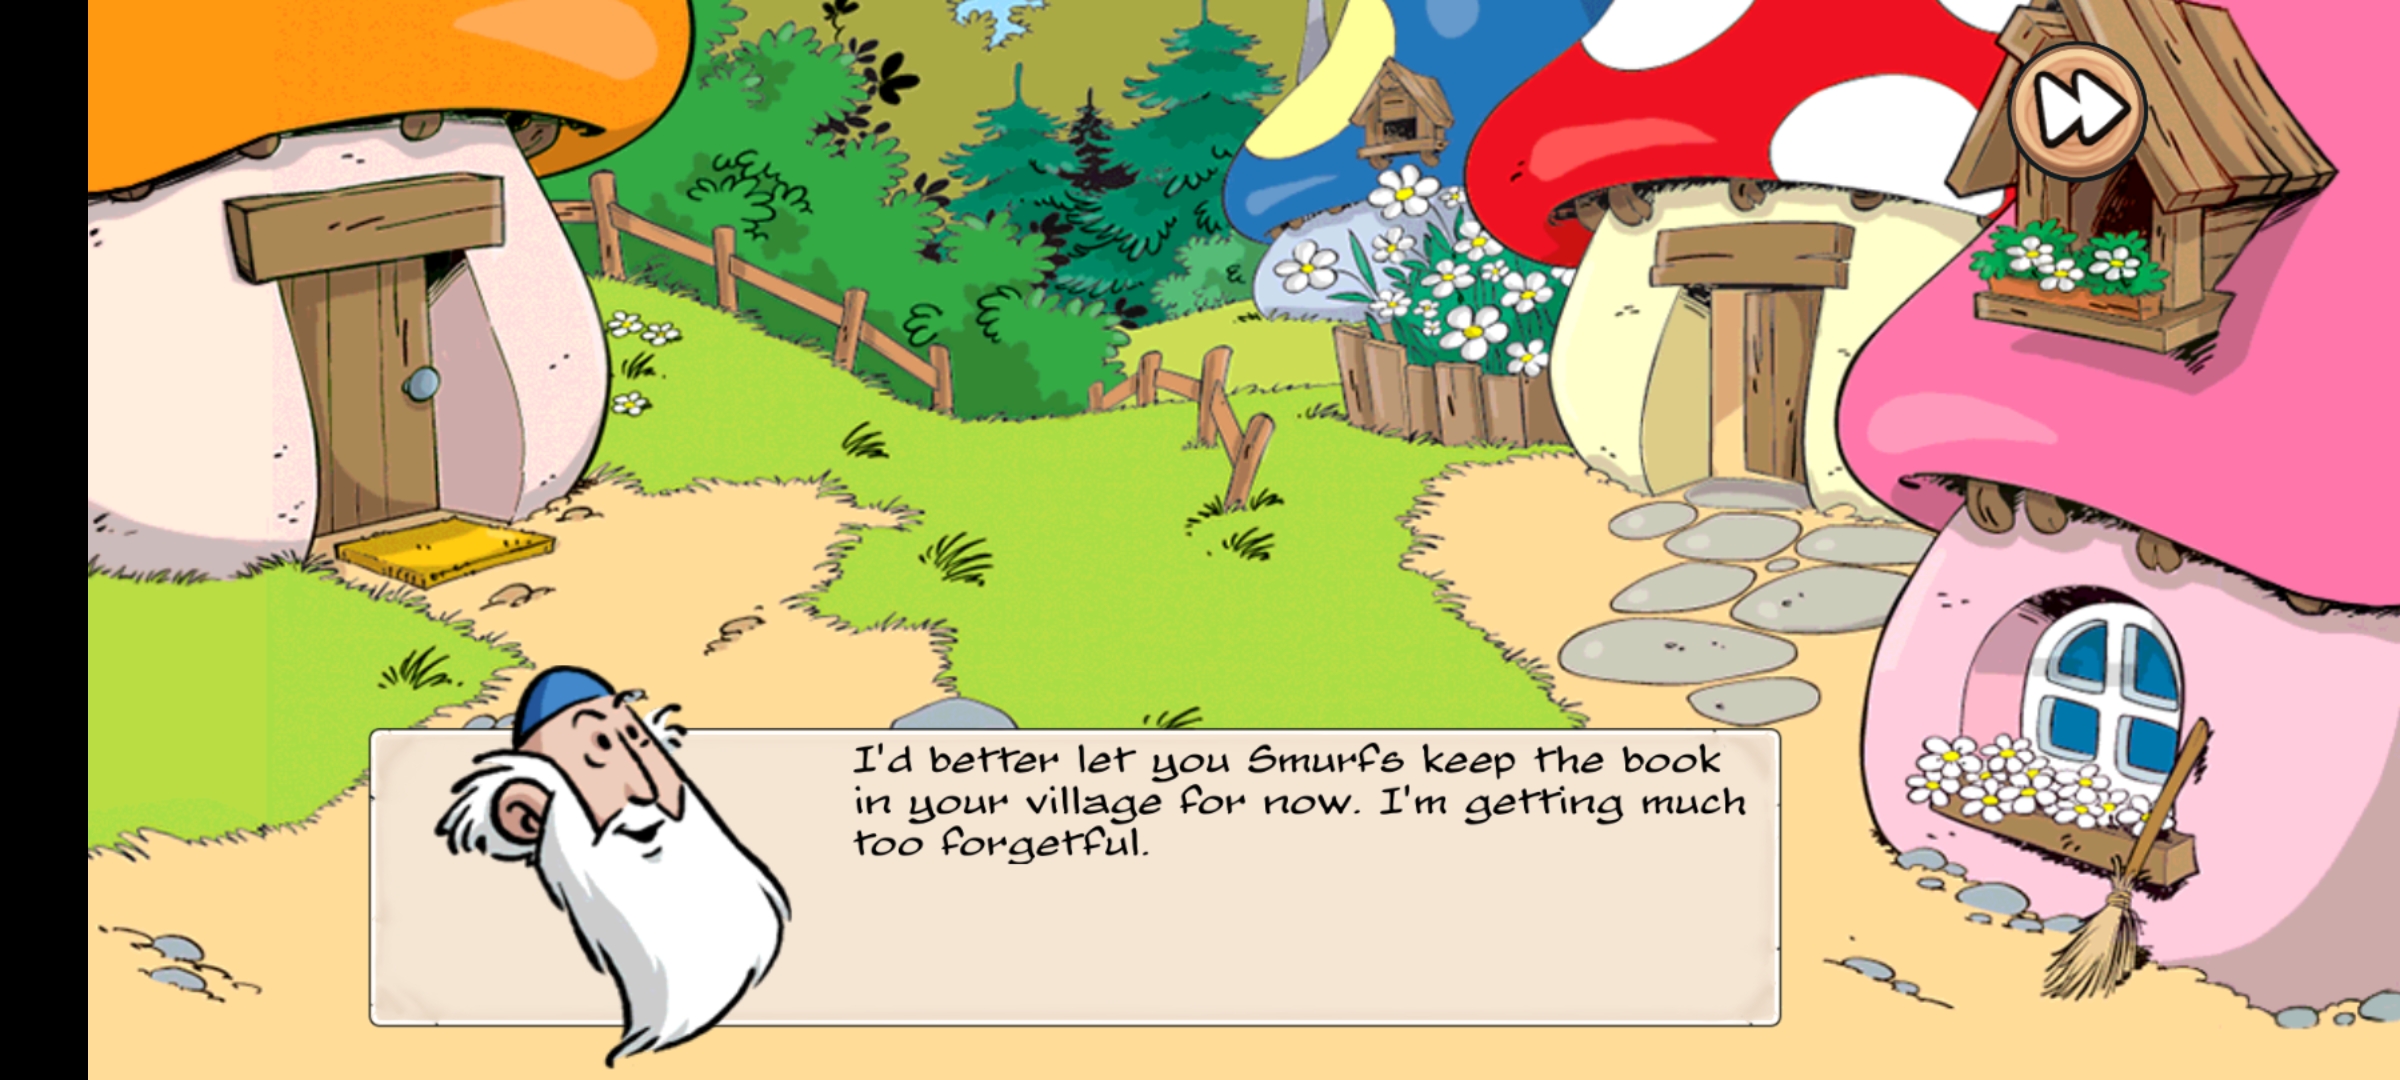 I'd better let you Smurfs keep the book
in your village for now. I'm getting much
too forgetful.